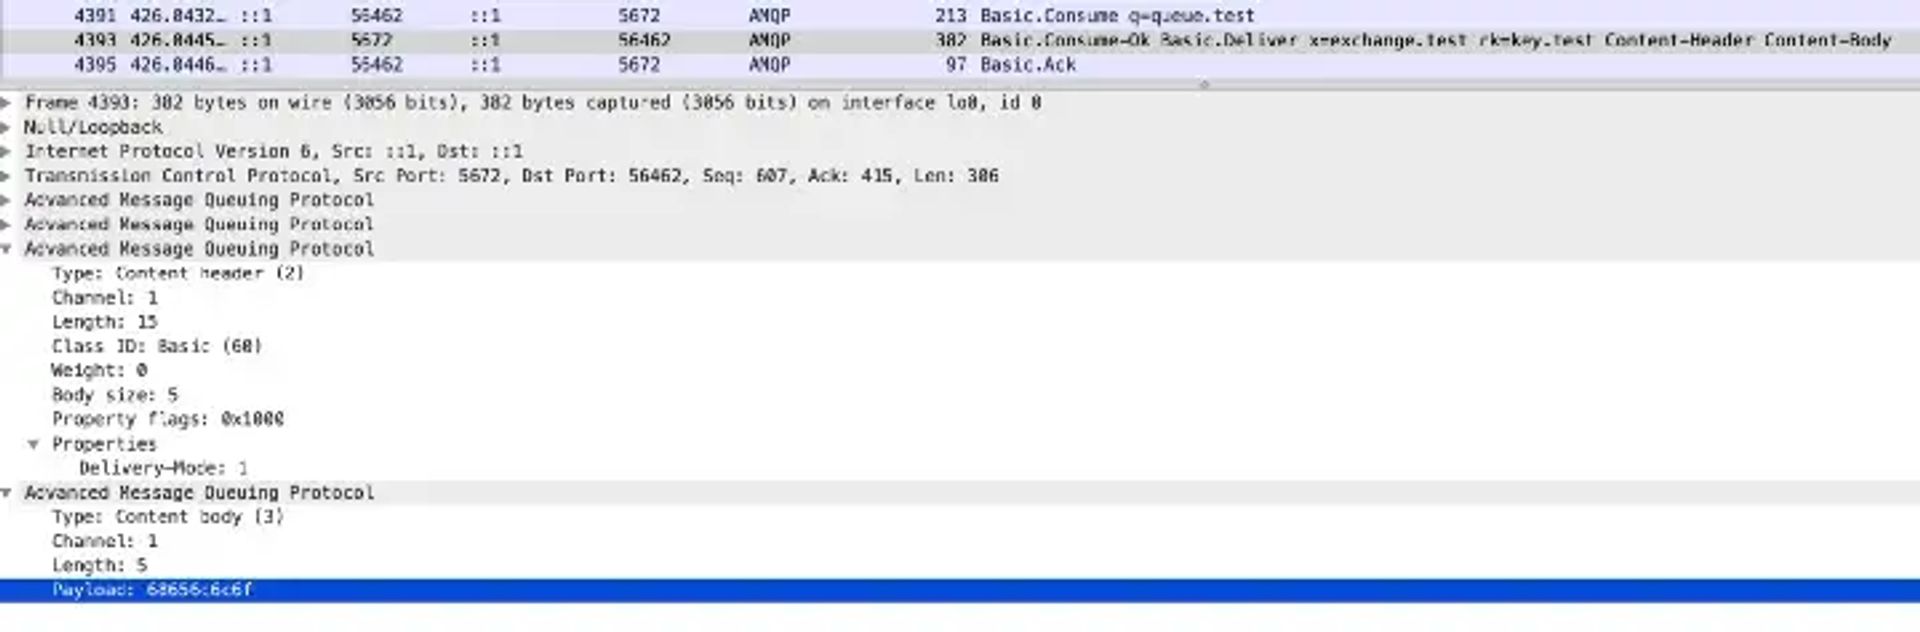 4391 426.0432… ::1 56462 ::1 5672 AMQP 213 Basic.Consume q=queue.test
4393 426.0445… ::1 5672 ::1 56462 AMQP 382 Basic.Consume-Ok Basic.Deliver x=exchange.test rk=key.test Content-Header Content-Body
4395 426.0446… ::1 56462 ::1 5672 AMQP 97 Basic.Ack
Frame 4393: 382 bytes on wire (3056 bits), 382 bytes captured (3056 bits) on interface lo0, id 0
Null/Loopback
Internet Protocol Version 6, Src: ::1, Dst: ::1
Transmission Control Protocol, Src Port: 5672, Dst Port: 56462, Seq: 607, Ack: 415, Len: 306
Advanced Message Queuing Protocol
Advanced Message Queuing Protocol
Advanced Message Queuing Protocol
Type: Content header (2)
Channel: 1
Length: 15
Class ID: Basic (60)
Weight: 0
Body size: 5
Property flags: 0x1000
Properties
Delivery-Mode: 1
Advanced Message Queuing Protocol
Type: Content body (3)
Channel: 1
Length: 5
Payload: 68656c6c6f